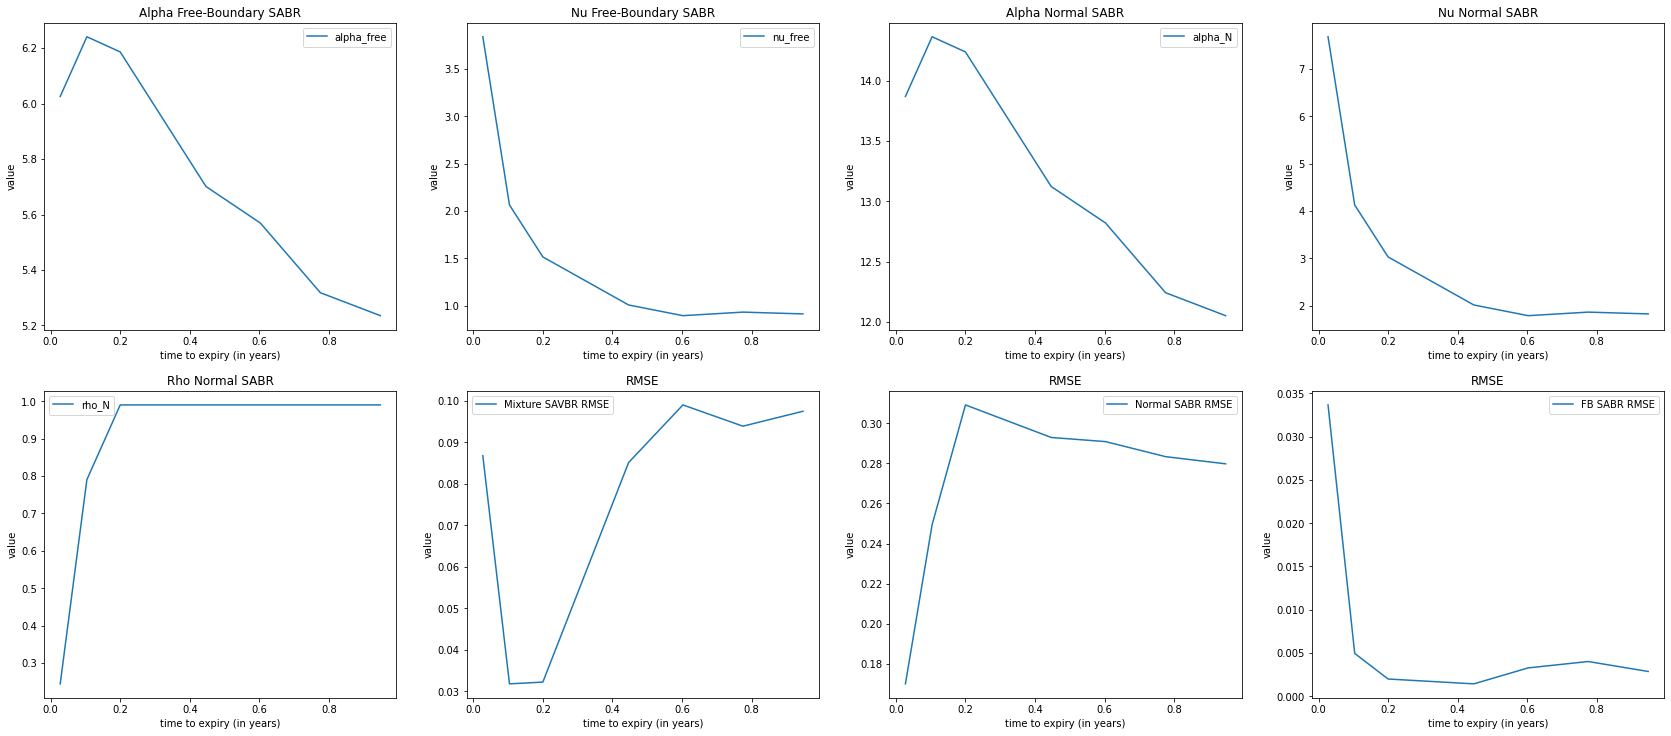 Alpha Free-Boundary SABR
alpha_free
6.2
6.0
5.8
5.6
5.4
5.2
value
0.0 0.2 0.4 0.6 0.8
time to expiry (in years)
Nu Free-Boundary SABR
nu_free
3.5
3.0
2.5
2.0
1.5
1.0
value
0.0 0.2 0.4 0.6 0.8
time to expiry (in years)
Alpha Normal SABR
alpha_N
14.0
13.5
13.0
12.5
12.0
value
0.0 0.2 0.4 0.6 0.8
time to expiry (in years)
Nu Normal SABR
nu_N
7
6
5
4
3
2
value
0.0 0.2 0.4 0.6 0.8
time to expiry (in years)
Rho Normal SABR
rho_N
1.0
0.9
0.8
0.7
0.6
0.5
0.4
0.3
value
0.0 0.2 0.4 0.6 0.8
time to expiry (in years)
RMSE
Mixture SAVBR RMSE
0.10
0.09
0.08
0.07
0.06
0.05
0.04
0.03
value
0.0 0.2 0.4 0.6 0.8
time to expiry (in years)
RMSE
Normal SABR RMSE
0.30
0.28
0.26
0.24
0.22
0.20
0.18
value
0.0 0.2 0.4 0.6 0.8
time to expiry (in years)
RMSE
FB SABR RMSE
0.035
0.030
0.025
0.020
0.015
0.010
0.005
0.000
value
0.0 0.2 0.4 0.6 0.8
time to expiry (in years)